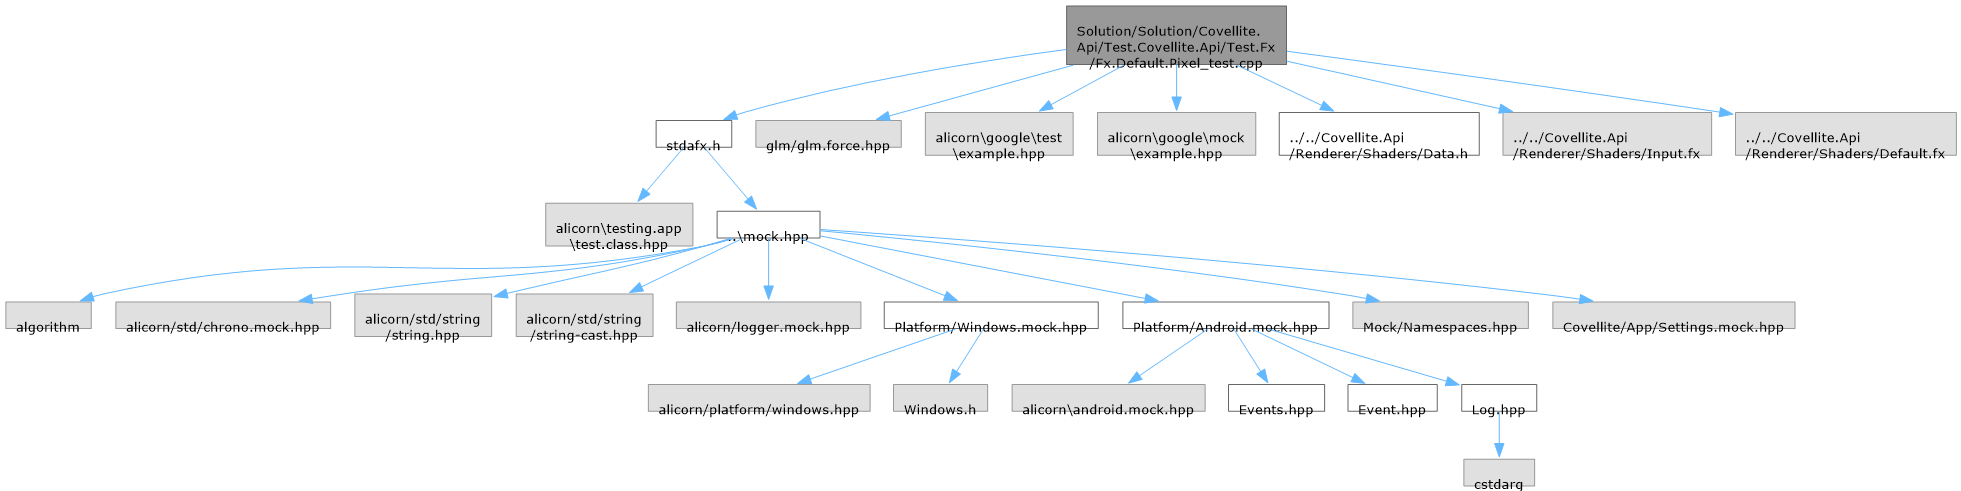 Solution/Solution/Covellite.
Api/Test.Covellite.Api/Test.Fx
/Fx.Default.Pixel_test.cpp
stdafx.h
glm/glm.force.hpp
alicorn\google\test
\example.hpp
alicorn\google\mock
\example.hpp
../../Covellite.Api
/Renderer/Shaders/Data.h
../../Covellite.Api
/Renderer/Shaders/Input.fx
../../Covellite.Api
/Renderer/Shaders/Default.fx
alicorn\testing.app
\test.class.hpp
..\mock.hpp
algorithm
alicorn/std/chrono.mock.hpp
alicorn/std/string
/string.hpp
alicorn/std/string
/string-cast.hpp
alicorn/logger.mock.hpp
Platform/Windows.mock.hpp
Platform/Android.mock.hpp
Mock/Namespaces.hpp
Covellite/App/Settings.mock.hpp
alicorn/platform/windows.hpp
Windows.h
alicorn\android.mock.hpp
Events.hpp
Event.hpp
Log.hpp
cstdarg